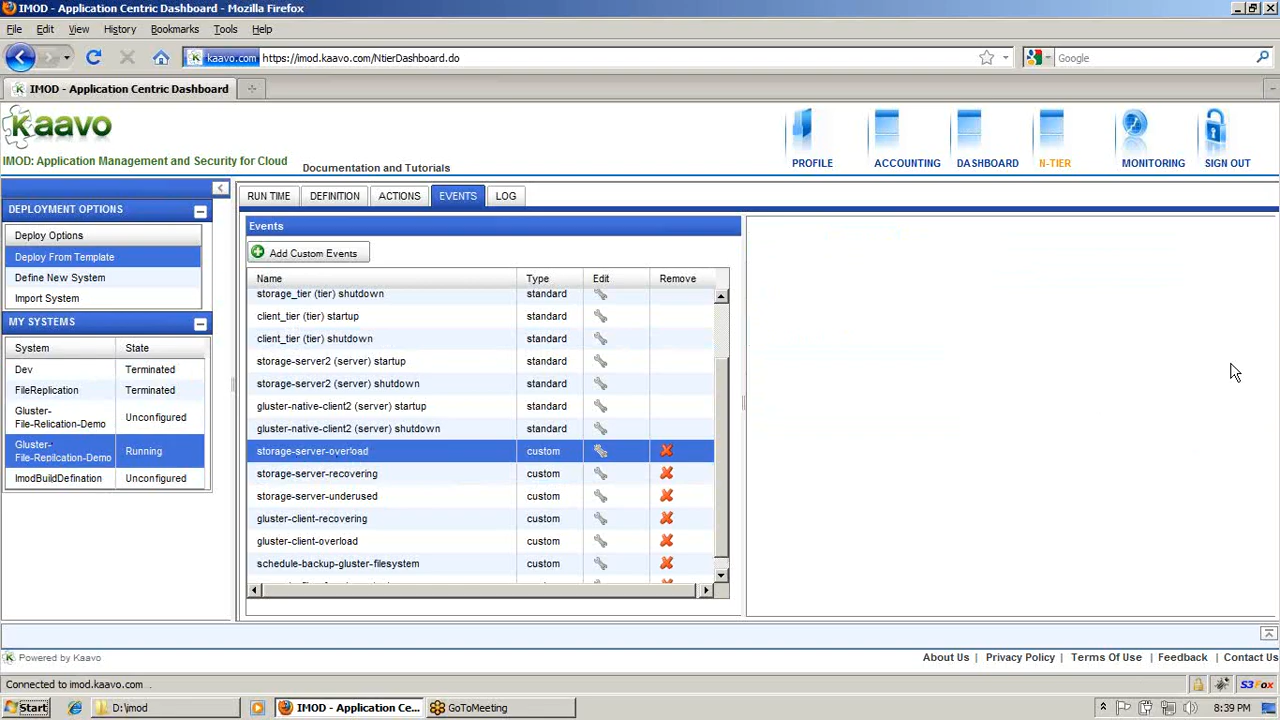 IMOD - Application Centric Dashboard - Mozilla Firefox
File Edit View History Bookmarks Tools Help
kaavo.com https://imod.kaavo.com/NtierDashboard.do
Google
IMOD - Application Centric Dashboard
kaavo
IMOD: Application Management and Security for Cloud
Documentation and Tutorials
PROFILE ACCOUNTING DASHBOARD N-TIER MONITORING SIGN OUT
DEPLOYMENT OPTIONS
Deploy Options
Deploy From Template
Define New System
Import System
MY SYSTEMS
System State
Dev Terminated
FileReplication Terminated
Gluster-
File-Relication-Demo Unconfigured
Gluster-
File-Replication-Demo Running
ImodBuildDefination Unconfigured
RUN TIME DEFINITION ACTIONS EVENTS LOG
Events
Add Custom Events
Name Type Edit Remove
storage_tier (tier) shutdown standard
client_tier (tier) startup standard
client_tier (tier) shutdown standard
storage-server2 (server) startup standard
storage-server2 (server) shutdown standard
gluster-native-client2 (server) startup standard
gluster-native-client2 (server) shutdown standard
storage-server-overload custom
storage-server-recovering custom
storage-server-underused custom
gluster-client-recovering custom
gluster-client-overload custom
schedule-backup-gluster-filesystem custom
Powered by Kaavo
About Us | Privacy Policy | Terms Of Use | Feedback | Contact Us
Connected to imod.kaavo.com .
S3Fox
Start D:\imod IMOD - Application Ce... GoToMeeting 8:39 PM